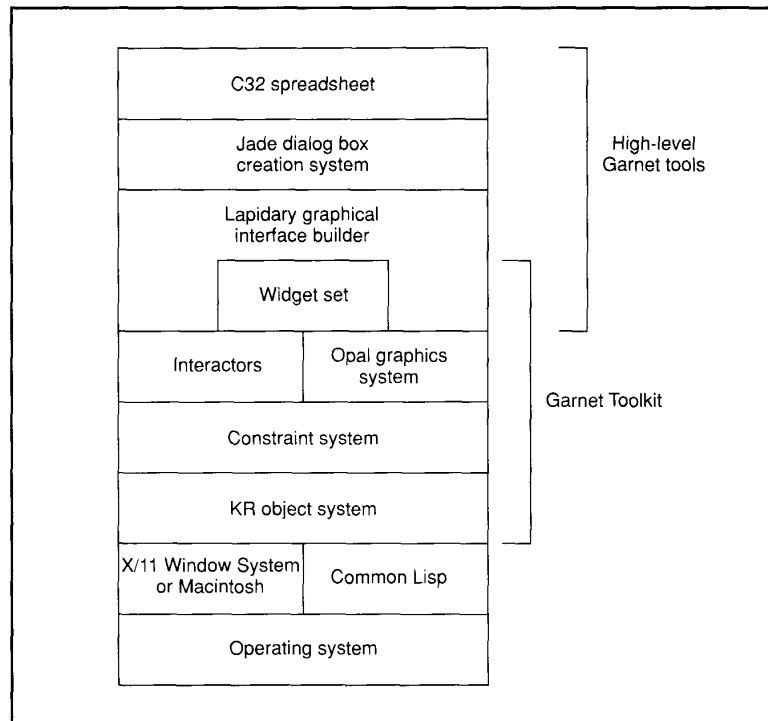 C32 spreadsheet
Jade dialog box
creation system
High-level
Garnet tools
Lapidary graphical
interface builder
Widget set
Interactors
Opal graphics
system
Garnet Toolkit
Constraint system
KR object system
X/11 Window System
or Macintosh
Common Lisp
Operating system